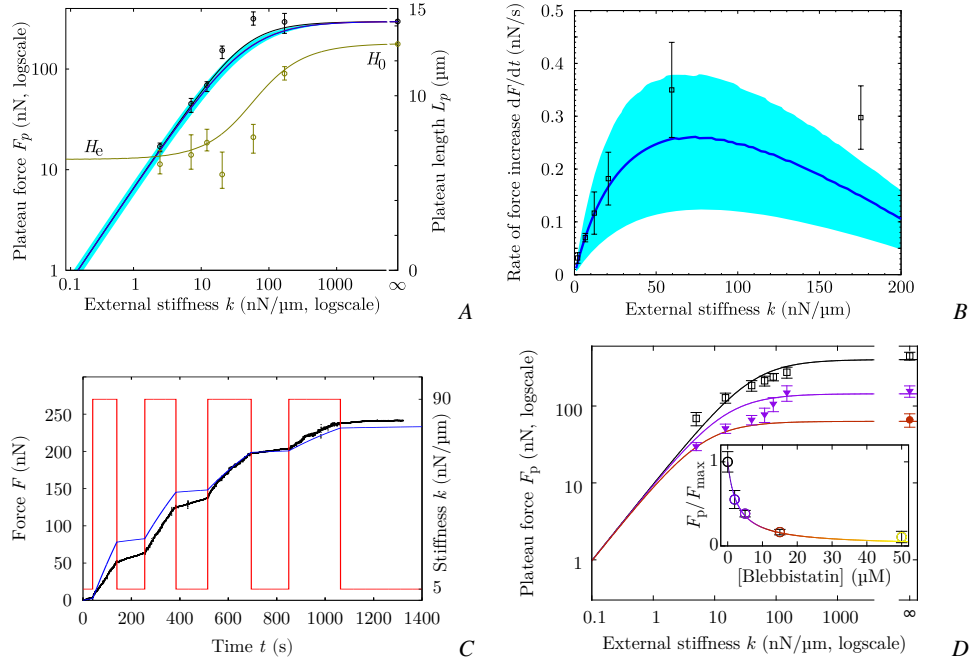 Plateau force Fp (nN, logscale)
100
10
1
He
H0
15
10
5
0
Plateau length Lp (µm)
0.1 1 10 100 1000 ∞
External stiffness k (nN/µm, logscale)
A
Rate of force increase dF/dt (nN/s)
0.5
0.4
0.3
0.2
0.1
0
0 50 100 150 200
External stiffness k (nN/µm)
B
Force F (nN)
250
200
150
100
50
0
90
5
Stiffness k (nN/µm)
0 200 400 600 800 1000 1200 1400
Time t (s)
C
Plateau force Fp (nN, logscale)
100
10
1
Fp/Fmax
1
0
0 10 20 30 40 50
[Blebbistatin] (µM)
0.1 1 10 100 1000 ∞
External stiffness k (nN/µm, logscale)
D